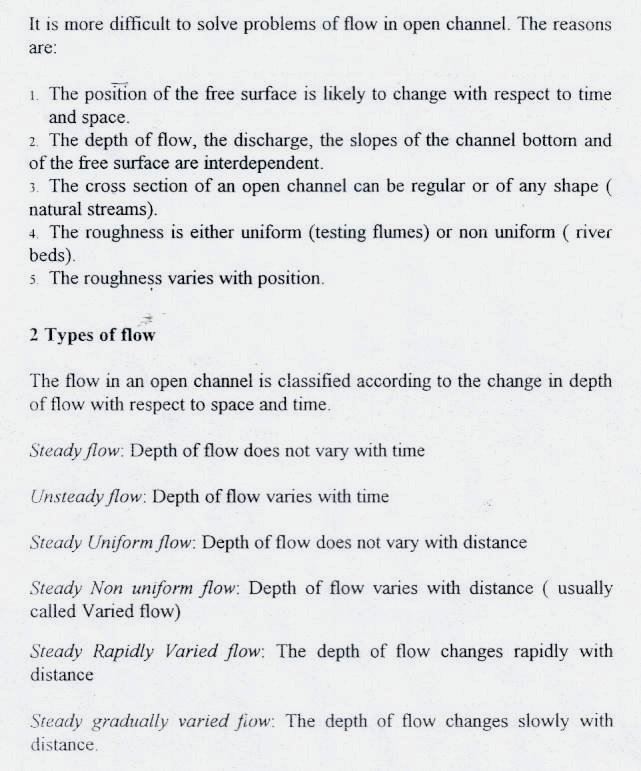 It is more difficult to solve problems of flow in open channel. The reasons
are:
1. The position of the free surface is likely to change with respect to time
and space.
2. The depth of flow, the discharge, the slopes of the channel bottom and
of the free surface are interdependent.
3. The cross section of an open channel can be regular or of any shape (
natural streams).
4. The roughness is either uniform (testing flumes) or non uniform ( river
beds).
5. The roughness varies with position.
2 Types of flow
The flow in an open channel is classified according to the change in depth
of flow with respect to space and time.
Steady flow: Depth of flow does not vary with time
Unsteady flow: Depth of flow varies with time
Steady Uniform flow: Depth of flow does not vary with distance
Steady Non uniform flow: Depth of flow varies with distance ( usually
called Varied flow)
Steady Rapidly Varied flow: The depth of flow changes rapidly with
distance
Steady gradually varied flow: The depth of flow changes slowly with
distance.